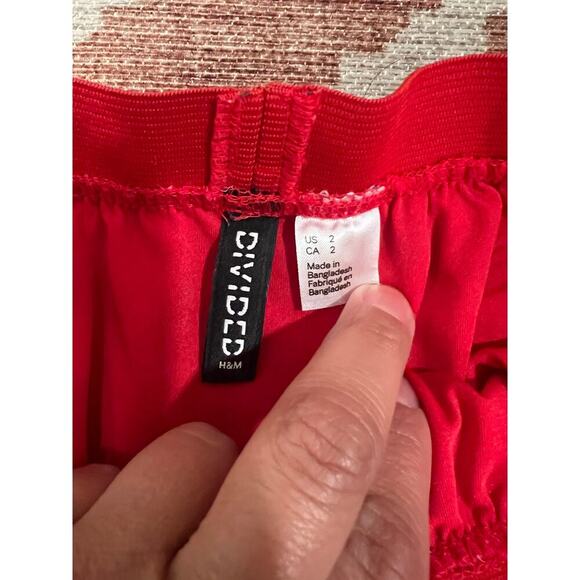 DIVIDED
H&M
US 2
CA 2
Made in
Bangladesh
Fabriqué en
Bangladesh